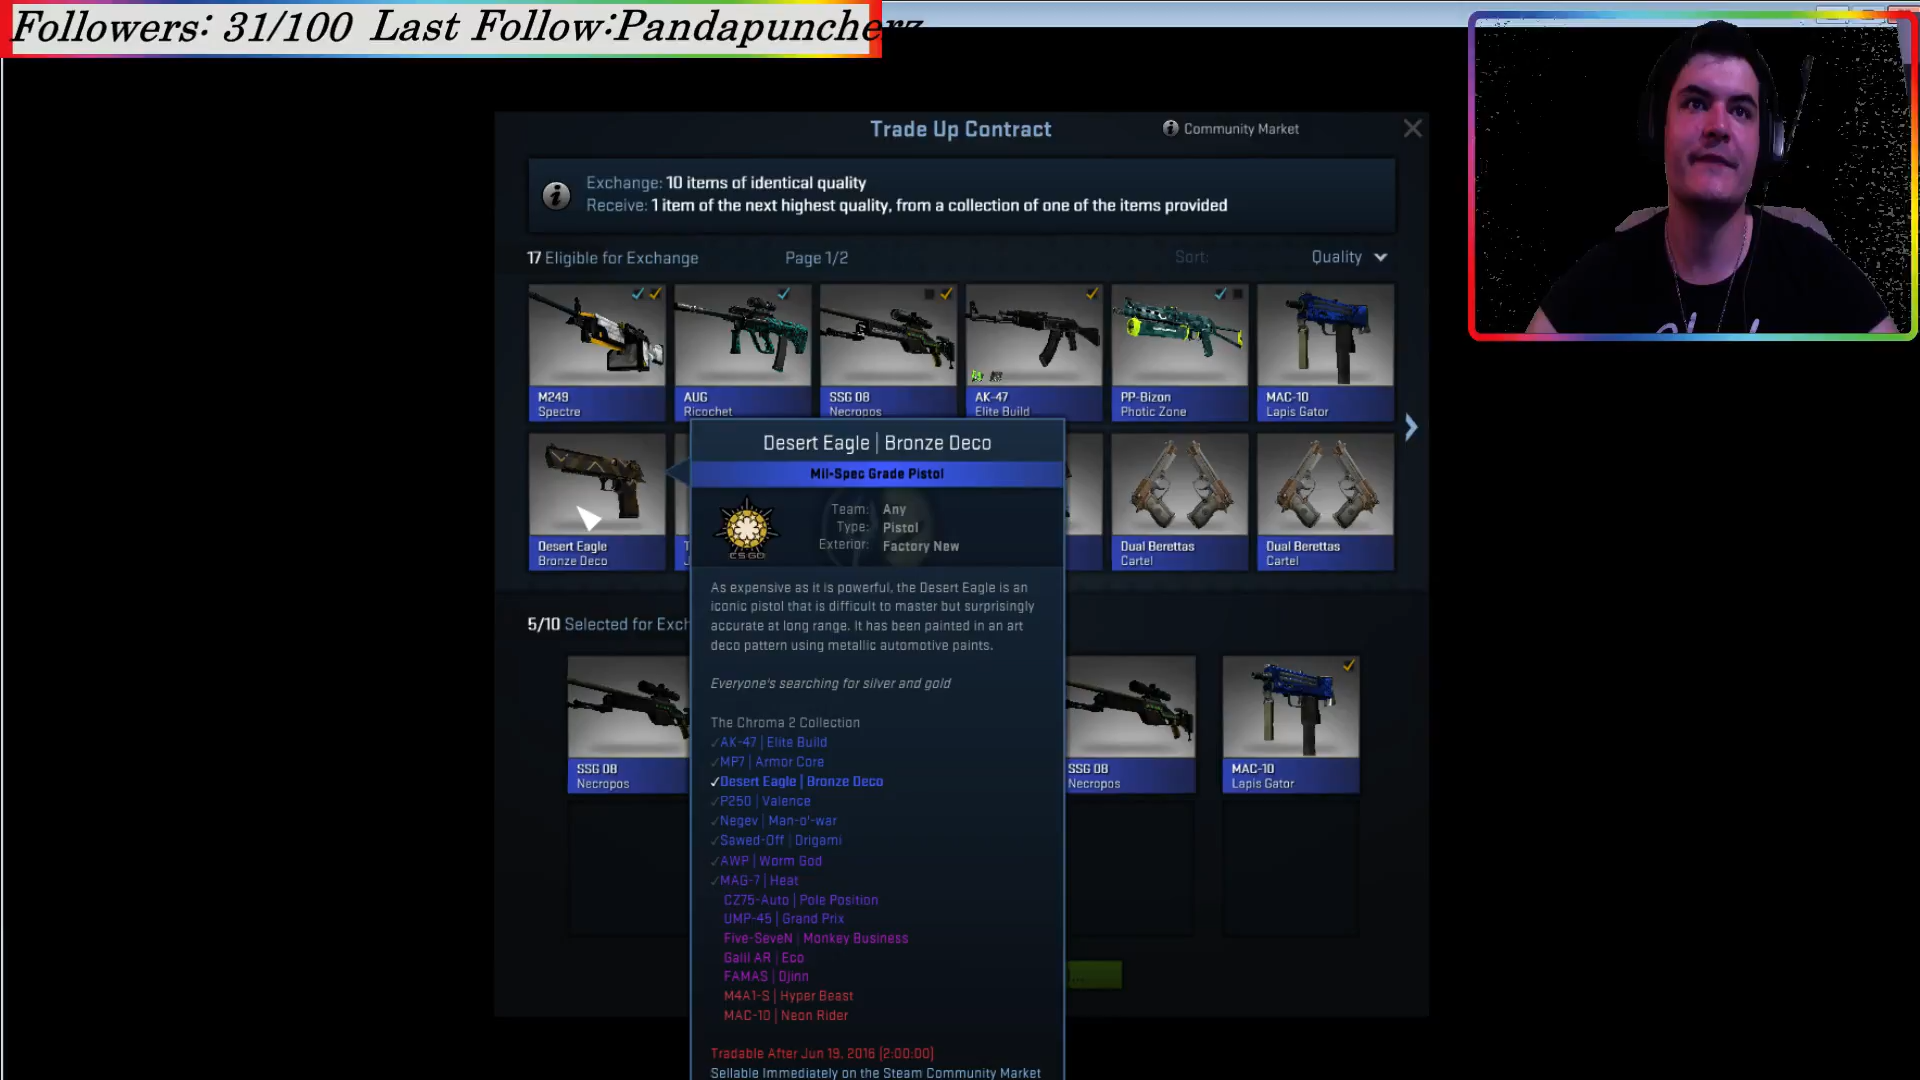 Followers: 31/100 Last Follow:Pandapuncherz
Trade Up Contract
Community Market
Exchange: 10 items of identical quality
Receive: 1 item of the next highest quality, from a collection of one of the items provided
17 Eligible for Exchange
Page 1/2
Sort:
Quality
M249
Spectre
AUG
Ricochet
SSG 08
Necropos
AK-47
Elite Build
PP-Bizon
Photic Zone
MAC-10
Lapis Gator
Desert Eagle
Bronze Deco
Dual Berettas
Cartel
Dual Berettas
Cartel
Desert Eagle | Bronze Deco
Mil-Spec Grade Pistol
CS:GO
Team: Any
Type: Pistol
Exterior: Factory New
As expensive as it is powerful, the Desert Eagle is an
iconic pistol that is difficult to master but surprisingly
accurate at long range. It has been painted in an art
deco pattern using metallic automotive paints.
Everyone's searching for silver and gold
The Chroma 2 Collection
✓AK-47 | Elite Build
✓MP7 | Armor Core
✓Desert Eagle | Bronze Deco
✓P250 | Valence
✓Negev | Man-o'-war
✓Sawed-Off | Origami
✓AWP | Worm God
✓MAG-7 | Heat
CZ75-Auto | Pole Position
UMP-45 | Grand Prix
Five-SeveN | Monkey Business
Galil AR | Eco
FAMAS | Djinn
M4A1-S | Hyper Beast
MAC-10 | Neon Rider
Tradable After Jun 19, 2016 (2:00:00)
Sellable Immediately on the Steam Community Market
5/10 Selected for Exch
SSG 08
Necropos
SSG 08
Necropos
MAC-10
Lapis Gator